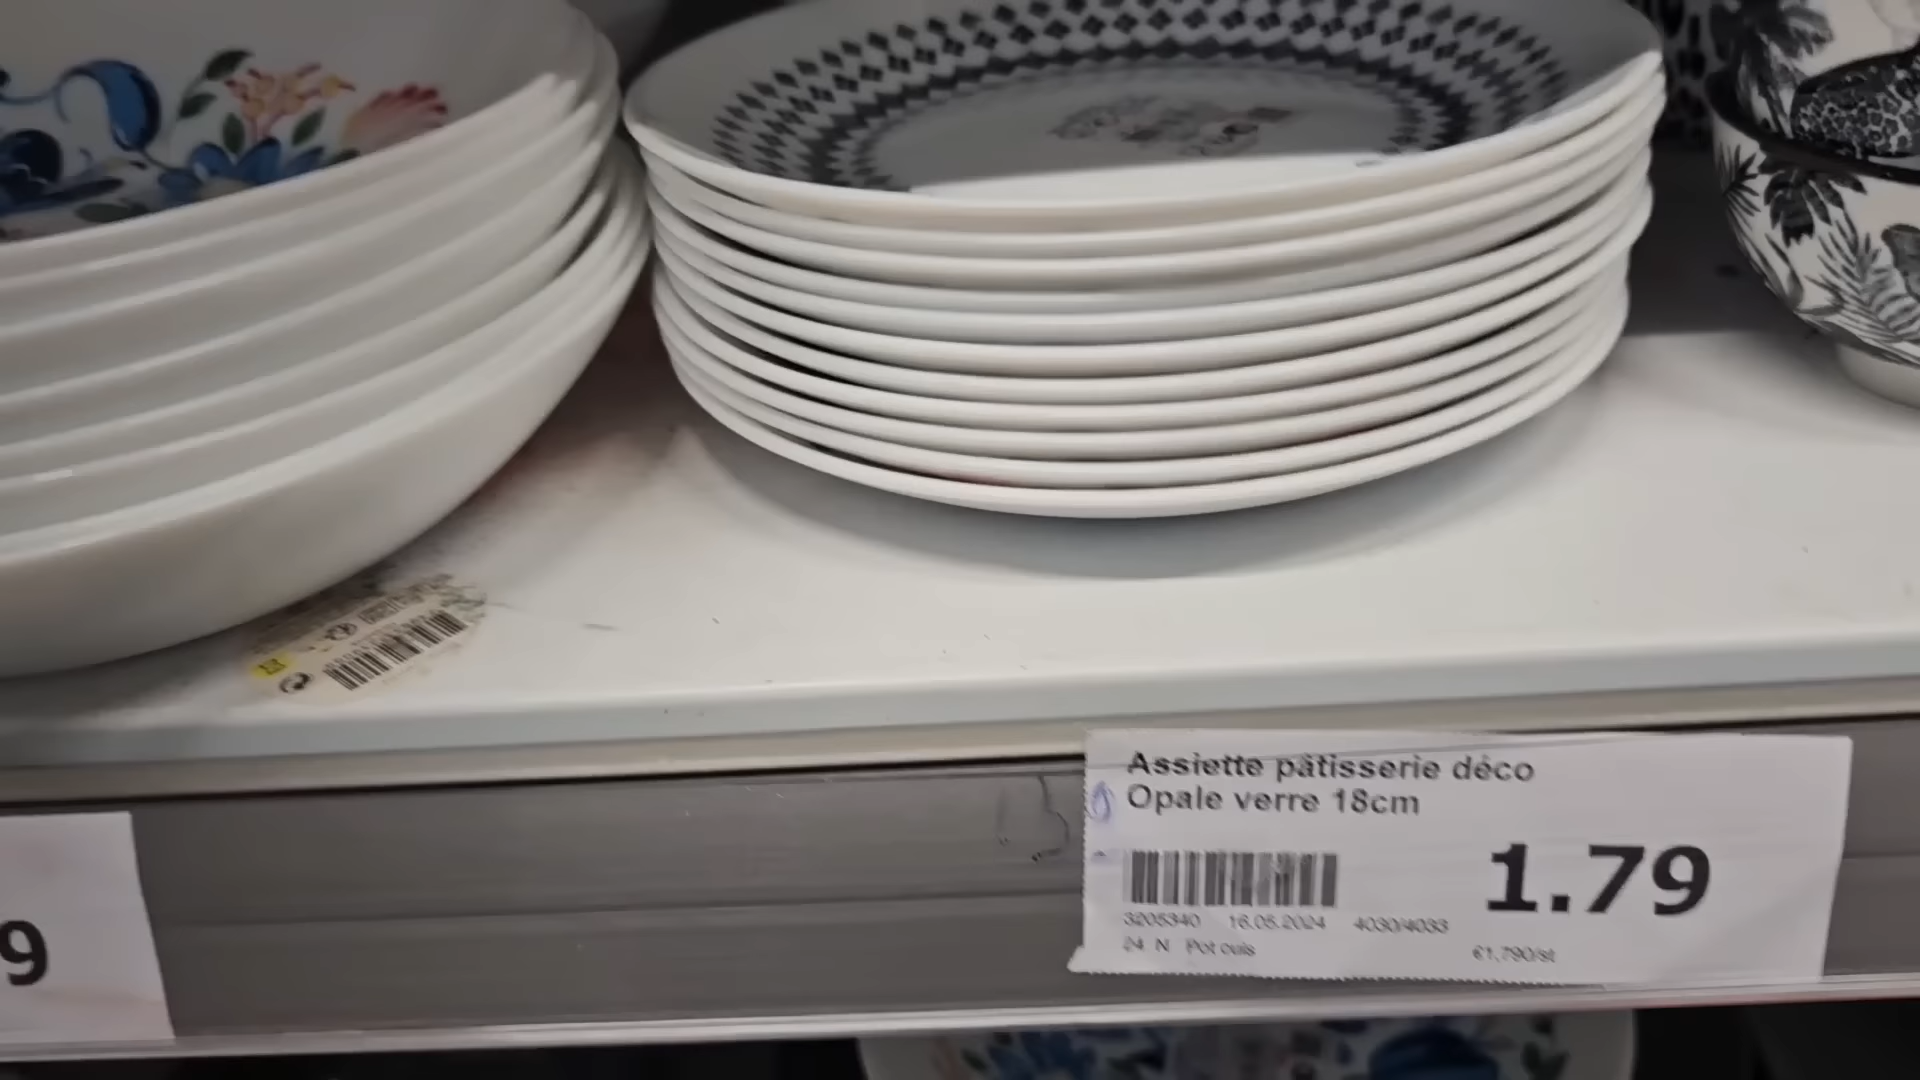 Assiette pâtisserie déco
Opale verre 18cm
1.79
3205340 16.05.2024 4030/4033
24 N Pot cuis
€1,790/st
9